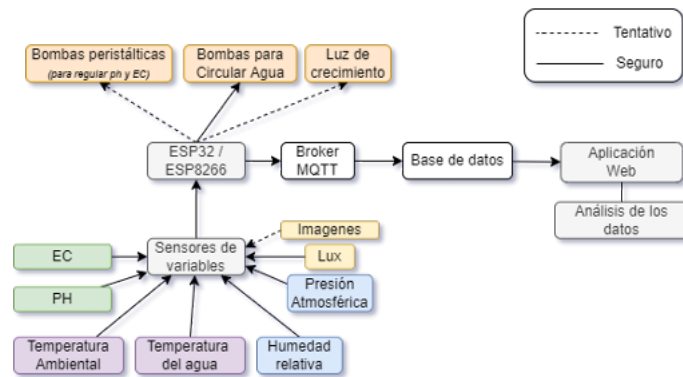 Bombas peristálticas
(para regular ph y EC)
Bombas para
Circular Agua
Luz de
crecimiento
Tentativo
Seguro
ESP32 /
ESP8266
Broker
MQTT
Base de datos
Aplicación
Web
Análisis de los
datos
Imagenes
Sensores de
variables
EC
Lux
PH
Presión
Atmosférica
Temperatura
Ambiental
Temperatura
del agua
Humedad
relativa